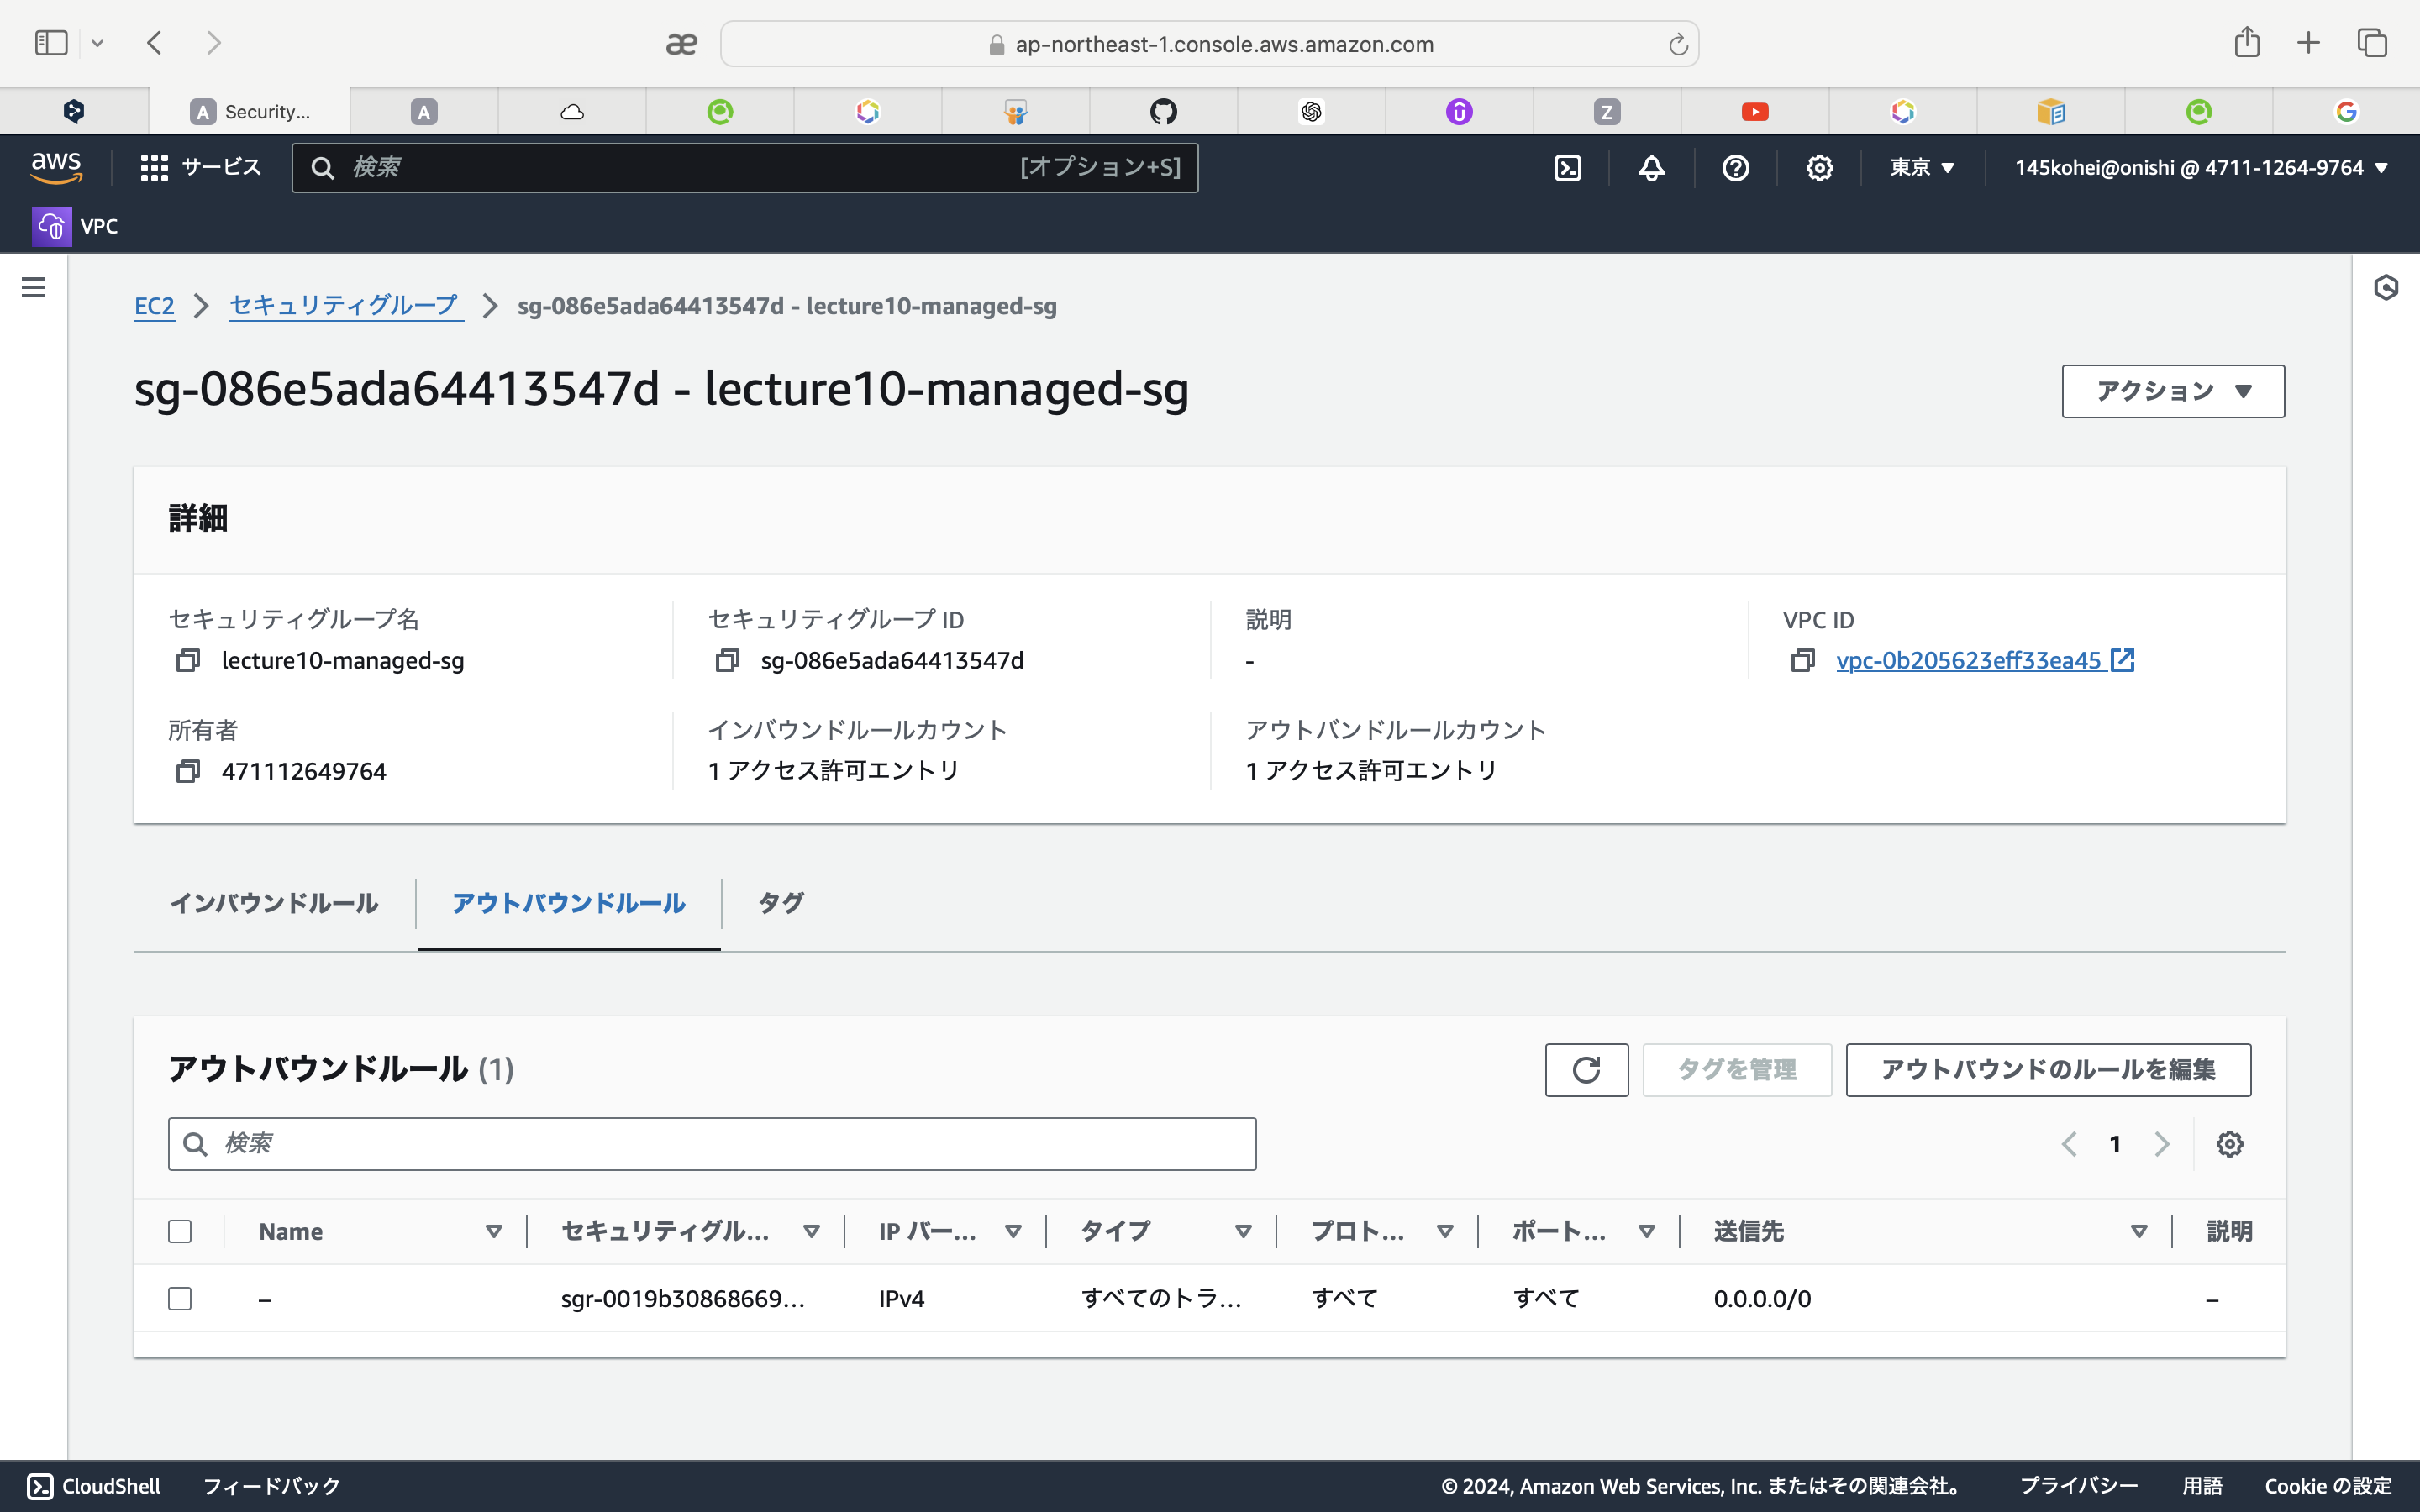 ap-northeast-1.console.aws.amazon.com
A Security... A Z
aws サービス 検索 [オプション+S] 東京 145kohei@onishi @ 4711-1264-9764
VPC
EC2 セキュリティグループ sg-086e5ada64413547d - lecture10-managed-sg
sg-086e5ada64413547d - lecture10-managed-sg
アクション
詳細
セキュリティグループ名 セキュリティグループ ID 説明 VPC ID
lecture10-managed-sg sg-086e5ada64413547d - vpc-0b205623eff33ea45
所有者 インバウンドルールカウント アウトバンドルールカウント
471112649764 1 アクセス許可エントリ 1 アクセス許可エントリ
インバウンドルール アウトバウンドルール タグ
アウトバウンドルール (1) タグを管理 アウトバウンドのルールを編集
検索 1
Name セキュリティグル... IP バー... タイプ プロト... ポート... 送信先 説明
– sgr-0019b30868669... IPv4 すべてのトラ... すべて すべて 0.0.0.0/0 –
CloudShell フィードバック © 2024, Amazon Web Services, Inc. またはその関連会社。 プライバシー 用語 Cookie の設定